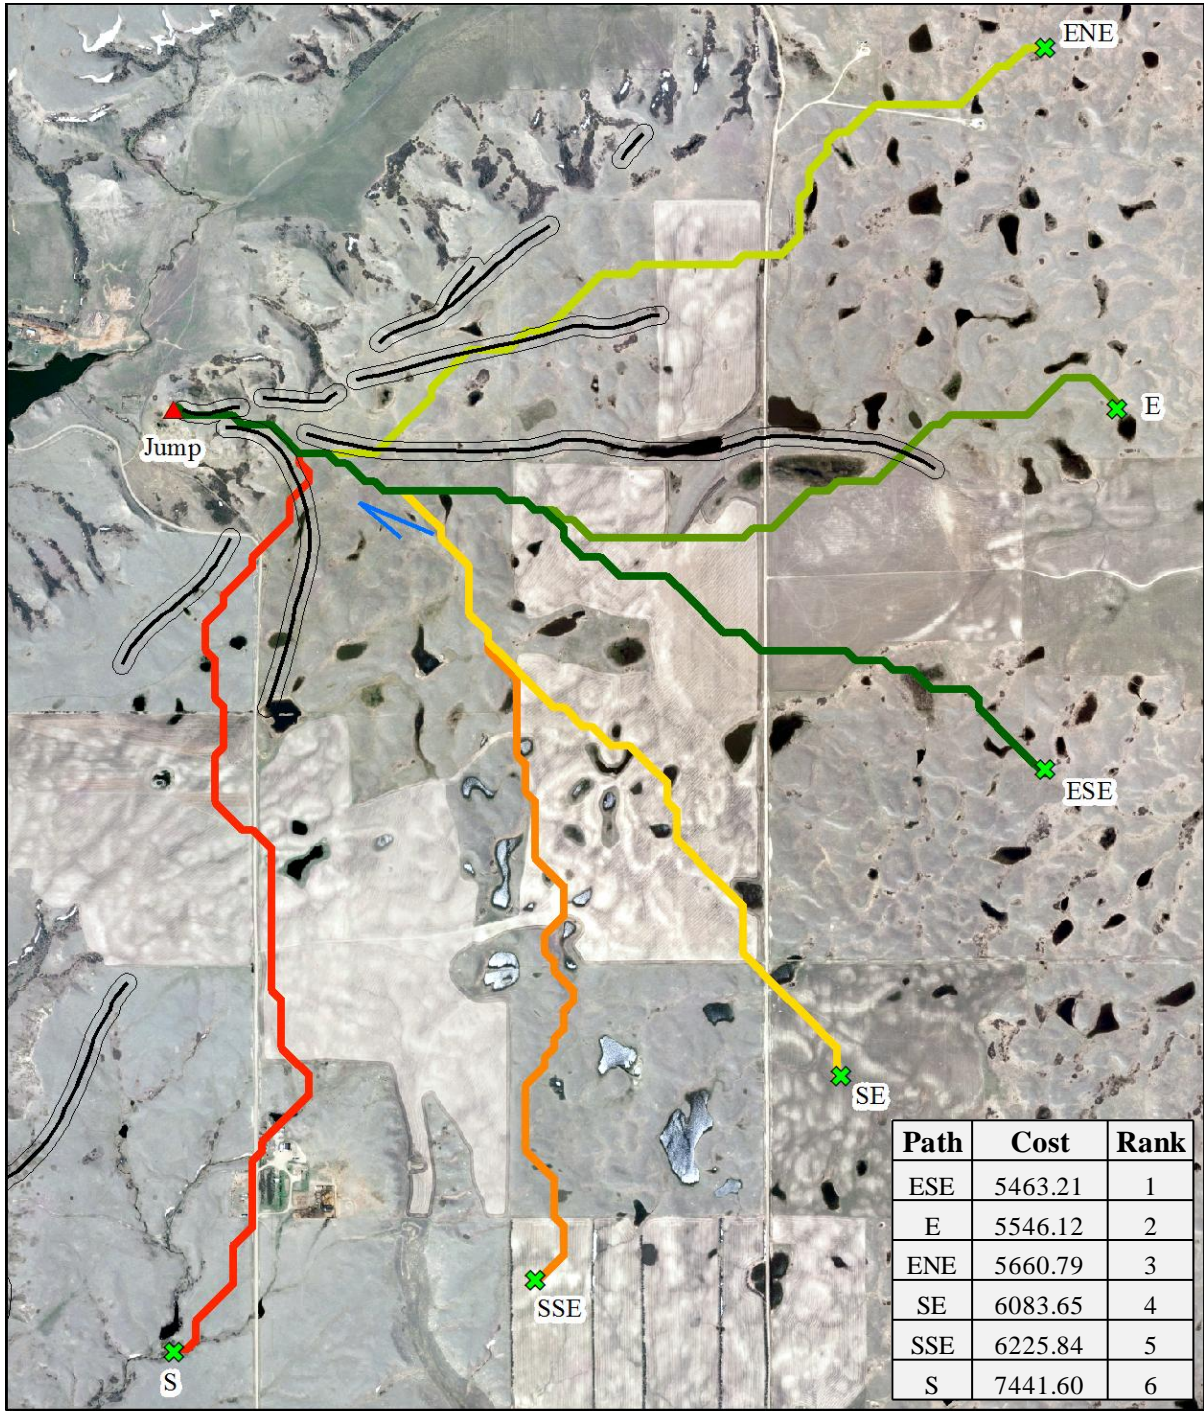 ENE
E
Jump
ESE
SE
SSE
S
Path Cost Rank
ESE 5463.21 1
E 5546.12 2
ENE 5660.79 3
SE 6083.65 4
SSE 6225.84 5
S 7441.60 6